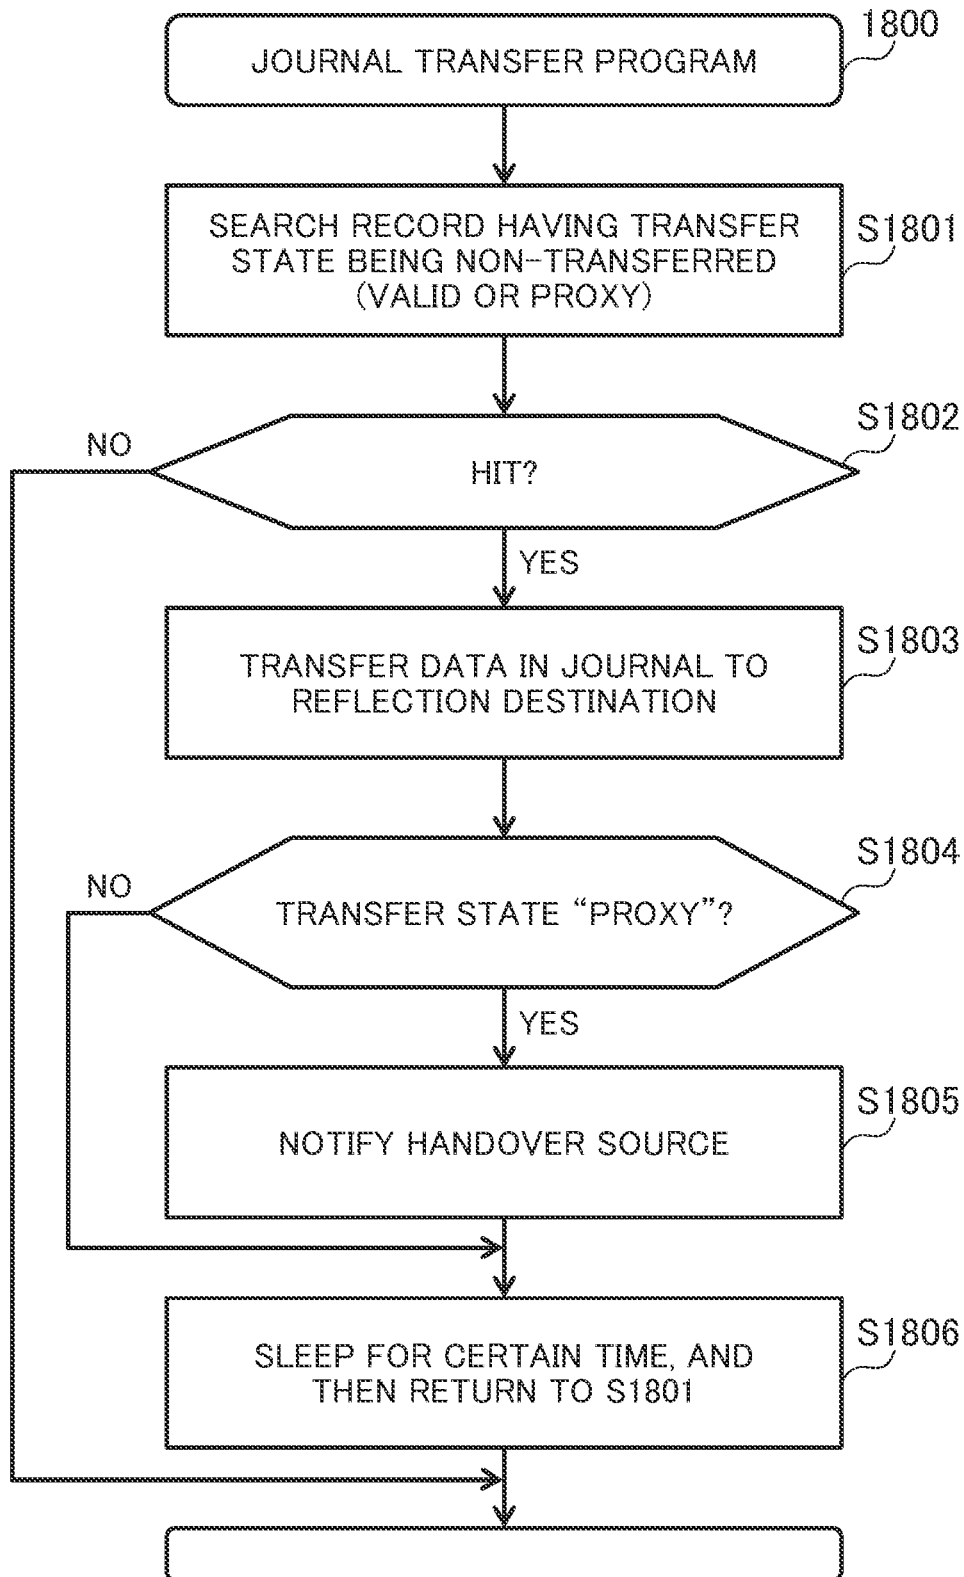 1800
JOURNAL TRANSFER PROGRAM
S1801
SEARCH RECORD HAVING TRANSFER
STATE BEING NON-TRANSFERRED
(VALID OR PROXY)
S1802
NO
HIT?
YES
S1803
TRANSFER DATA IN JOURNAL TO
REFLECTION DESTINATION
S1804
NO
TRANSFER STATE “PROXY”?
YES
S1805
NOTIFY HANDOVER SOURCE
S1806
SLEEP FOR CERTAIN TIME, AND
THEN RETURN TO S1801